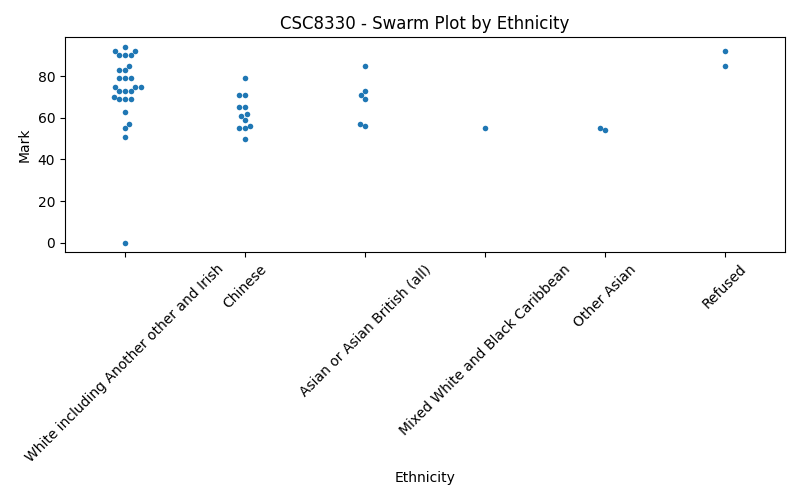 CSC8330 - Swarm Plot by Ethnicity
Mark
80
60
40
20
0
White including Another other and Irish
Chinese
Asian or Asian British (all)
Mixed White and Black Caribbean
Other Asian
Refused
Ethnicity